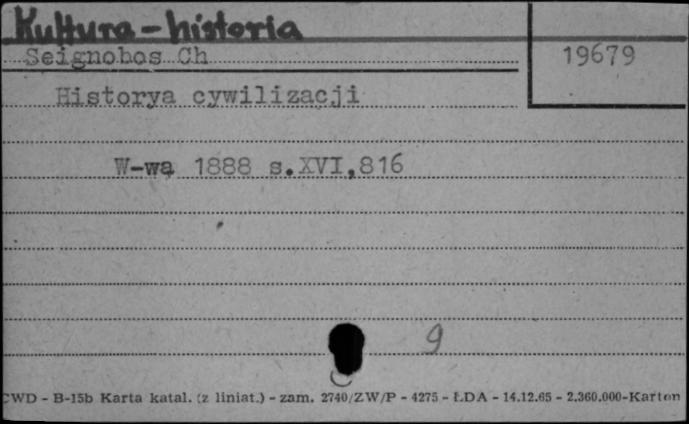 Kultura-historia
Seignobos Ch
19679
Historya cywilizacji
W-wa 1888 s.XVI,816
9
CWD - B-15b Karta katal. (z liniat.) - zam. 2740/ZW/P - 4275 - ŁDA - 14.12.65 - 2.360.000-Karton